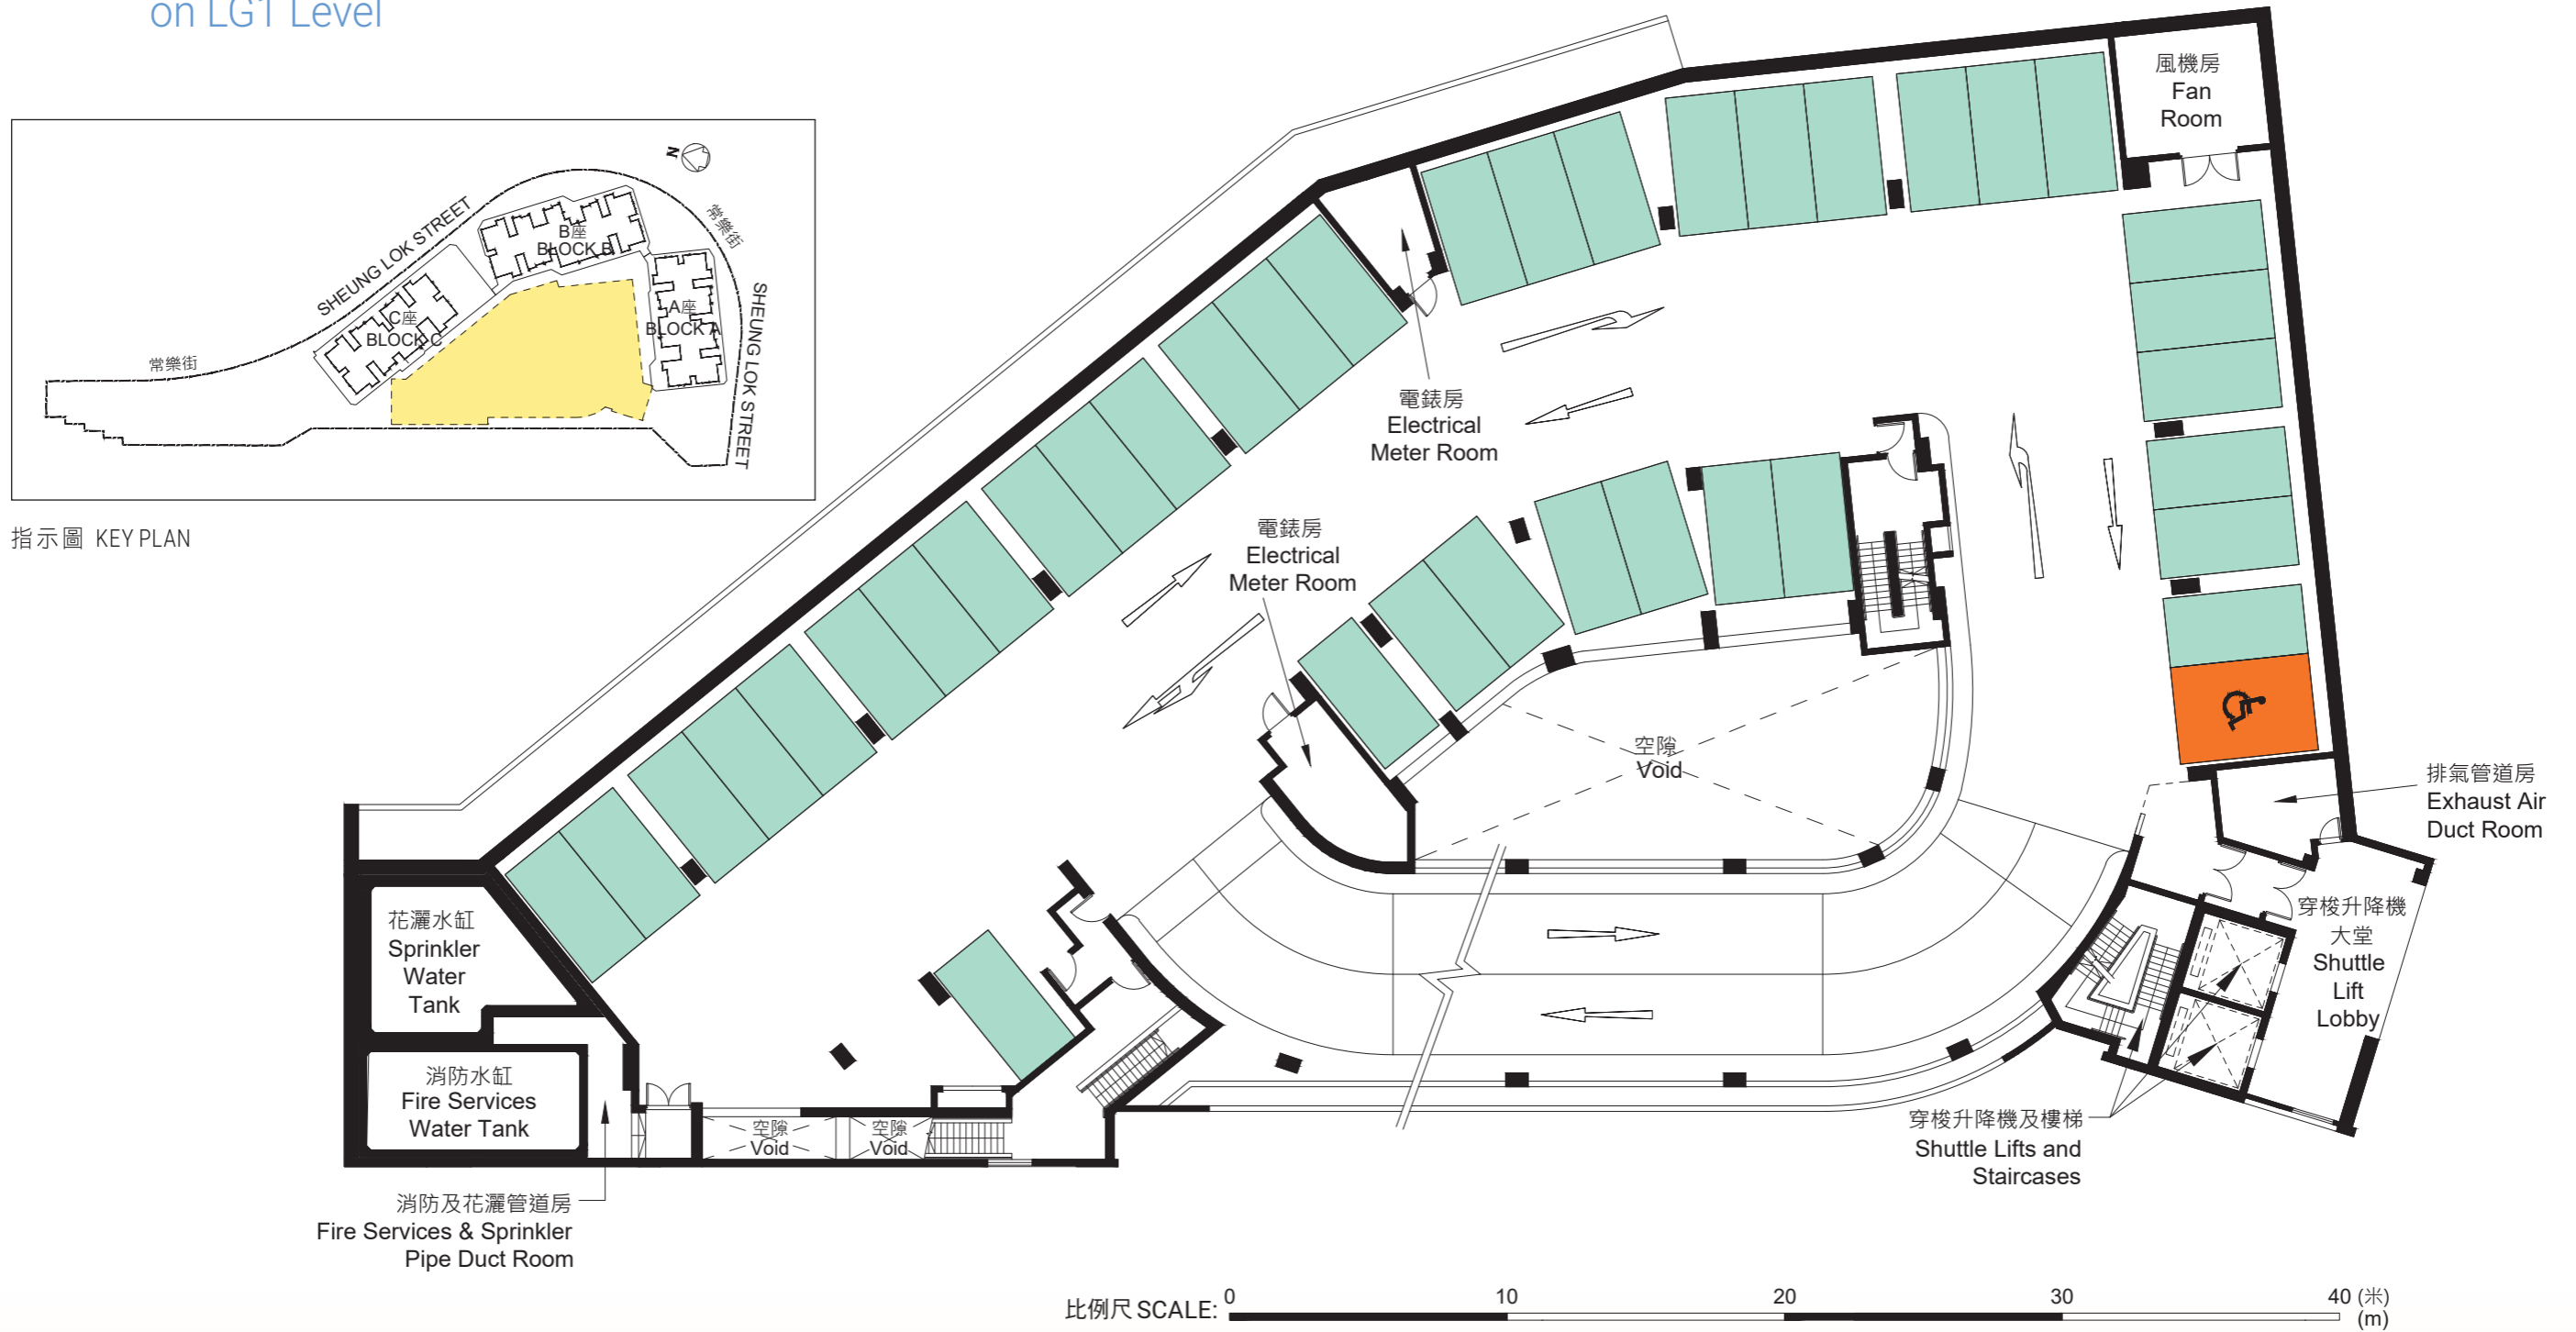 on LG1 Level
N
SHEUNG LOK STREET
常樂街
B座
BLOCK B
A座
BLOCK A
C座
BLOCK C
常樂街
SHEUNG LOK STREET
指示圖 KEY PLAN
風機房
Fan
Room
電錶房
Electrical
Meter Room
電錶房
Electrical
Meter Room
空隙
Void
排氣管道房
Exhaust Air
Duct Room
花灑水缸
Sprinkler
Water
Tank
穿梭升降機
大堂
Shuttle
Lift
Lobby
消防水缸
Fire Services
Water Tank
空隙
Void
空隙
Void
穿梭升降機及樓梯
Shuttle Lifts and
Staircases
消防及花灑管道房
Fire Services & Sprinkler
Pipe Duct Room
比例尺 SCALE: 0 10 20 30 40 (米)
(m)